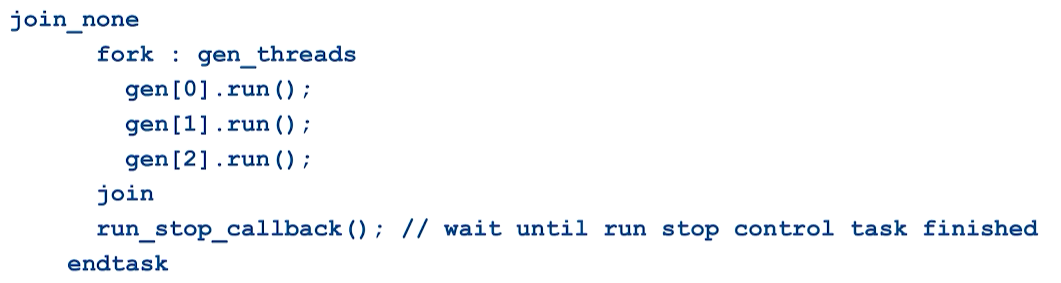 join_none
fork : gen_threads
gen[0].run();
gen[1].run();
gen[2].run();
join
run_stop_callback(); // wait until run stop control task finished
endtask